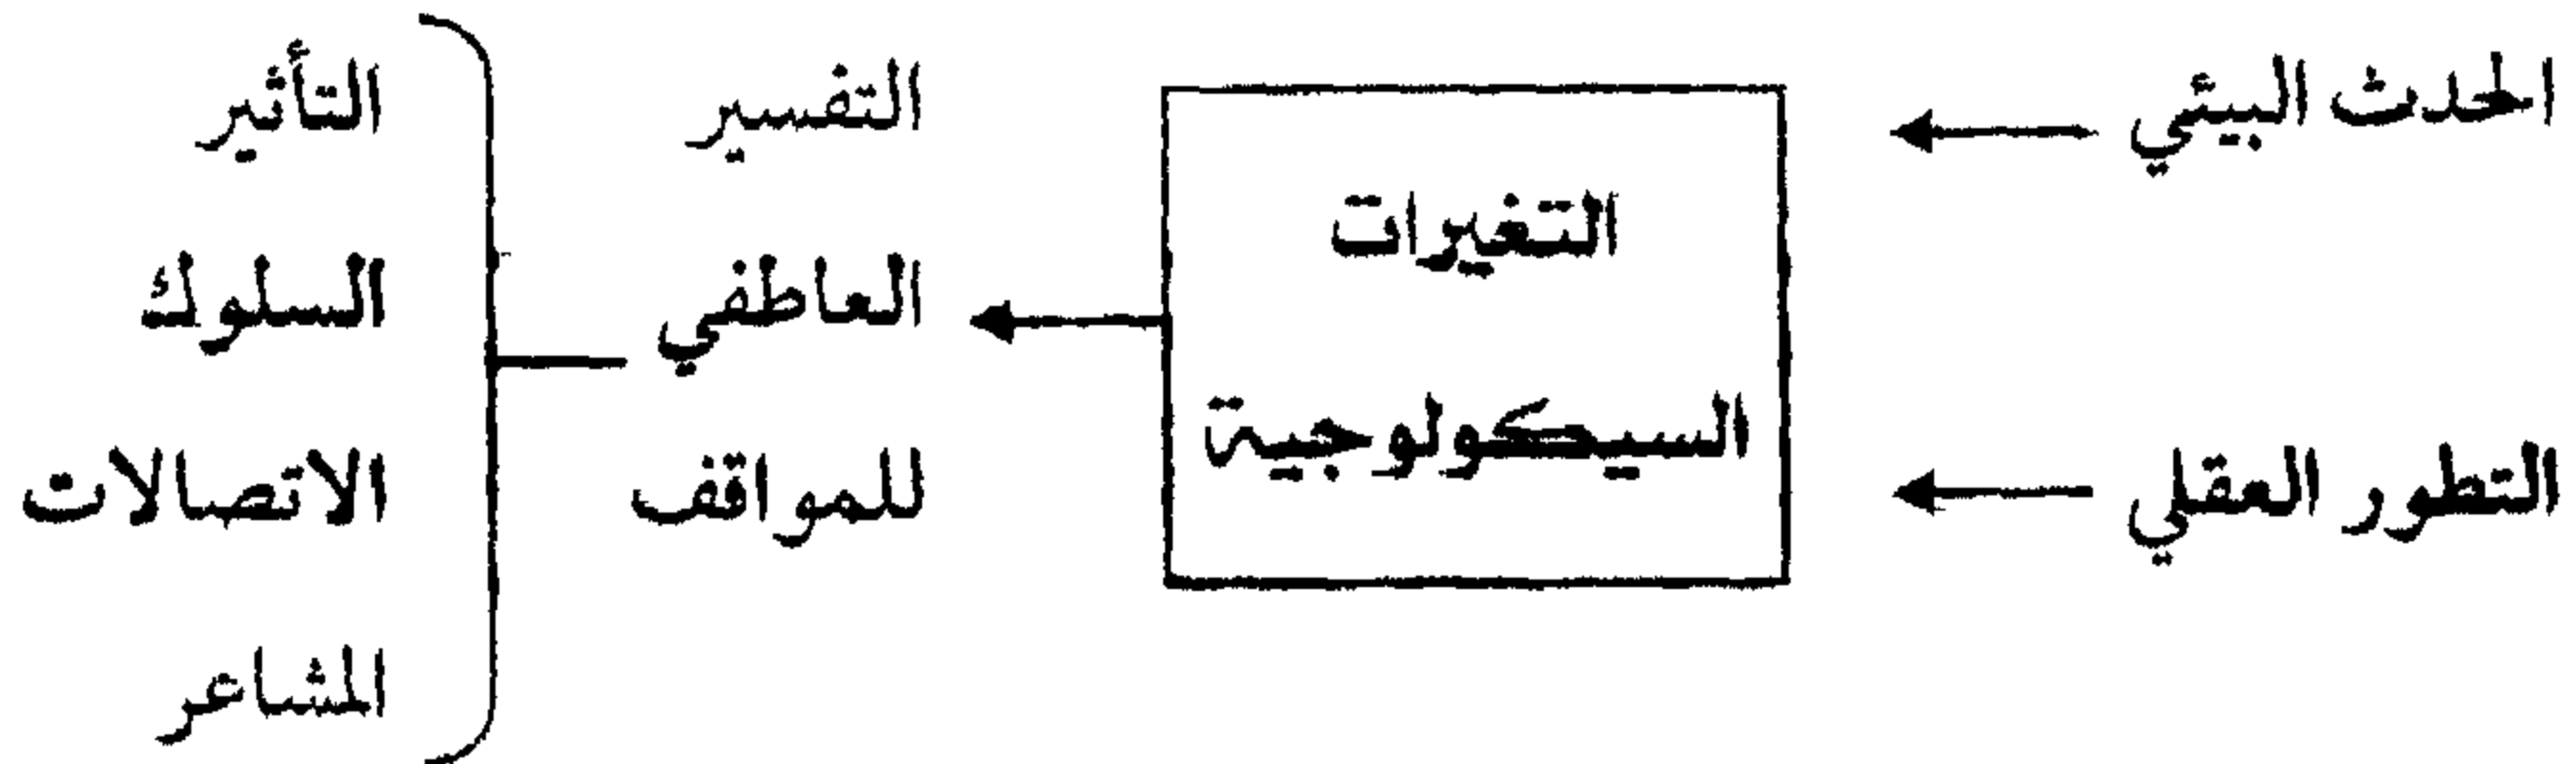 الحدث البيئي
التطور العقلي
التغيرات
السيكولوجية
التفسير
العاطفي
للمواقف
التأثير
السلوك
الاتصالات
المشاعر